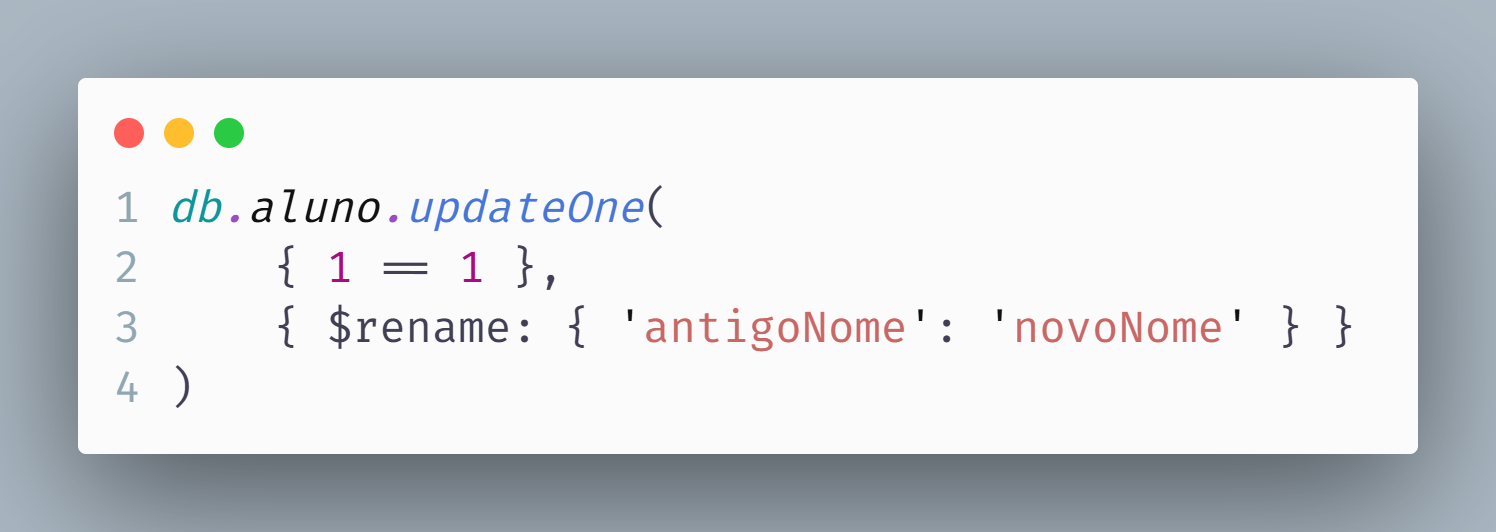 1 db.aluno.updateOne(
2     { 1 == 1 },
3     { $rename: { 'antigoNome': 'novoNome' } }
4 )